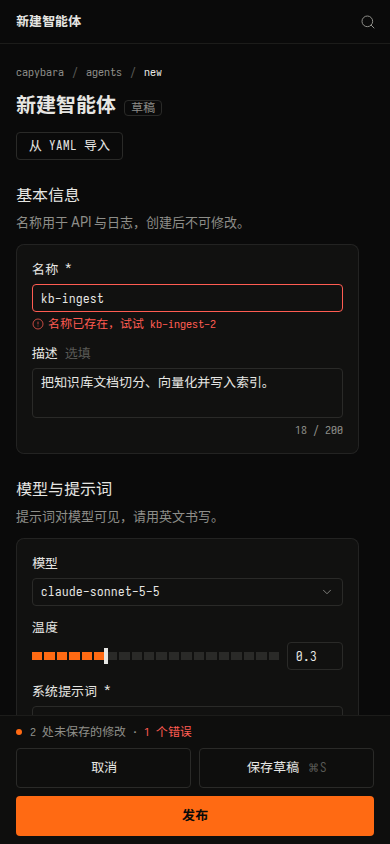 新建智能体
capybara / agents / new
新建智能体 草稿
从 YAML 导入
基本信息
名称用于 API 与日志，创建后不可修改。
名称 *
kb-ingest
名称已存在，试试 kb-ingest-2
描述 选填
把知识库文档切分、向量化并写入索引。
18 / 200
模型与提示词
提示词对模型可见，请用英文书写。
模型
claude-sonnet-5-5
温度
0.3
系统提示词 *
2 处未保存的修改 · 1 个错误
取消
保存草稿 ⌘S
发布